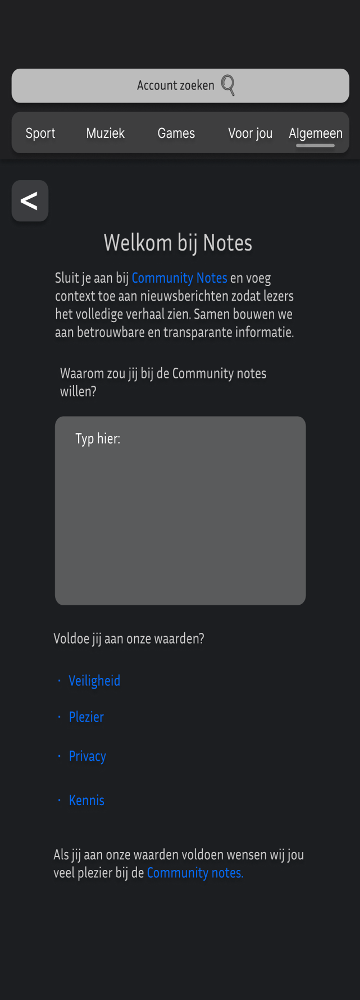 Account zoeken
Sport Muziek Games Voor jou Algemeen
<
Welkom bij Notes
Sluit je aan bij Community Notes en voeg
context toe aan nieuwsberichten zodat lezers
het volledige verhaal zien. Samen bouwen we
aan betrouwbare en transparante informatie.
Waarom zou jij bij de Community notes
willen?
Typ hier:
Voldoe jij aan onze waarden?
· Veiligheid
· Plezier
· Privacy
· Kennis
Als jij aan onze waarden voldoen wensen wij jou
veel plezier bij de Community notes.